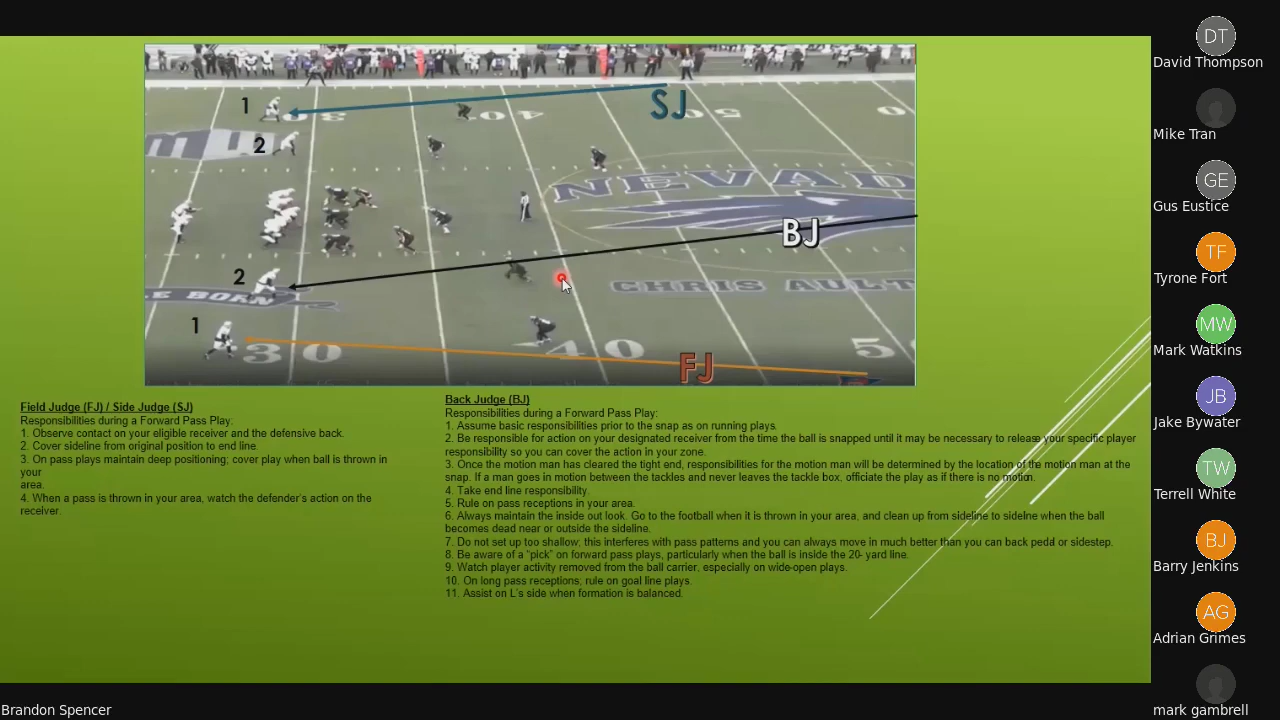 DT
David Thompson
Mike Tran
GE
Gus Eustice
TF
Tyrone Fort
MW
Mark Watkins
JB
Jake Bywater
TW
Terrell White
BJ
Barry Jenkins
AG
Adrian Grimes
mark gambrell
1
SJ
2
NEVAD
BJ
2
CHRIS AULT
E BORN
1
30
40
50
FJ
Field Judge (FJ) / Side Judge (SJ)
Responsibilities during a Forward Pass Play:
1. Observe contact on your eligible receiver and the defensive back.
2. Cover sideline from original position to end line.
3. On pass plays maintain deep positioning; cover play when ball is thrown in
your
area.
4. When a pass is thrown in your area, watch the defender's action on the
receiver.
Back Judge (BJ)
Responsibilities during a Forward Pass Play:
1. Assume basic responsibilities prior to the snap as on running plays.
2. Be responsible for action on your designated receiver from the time the ball is snapped until it may be necessary to release your specific player
responsibility so you can cover the action in your zone.
3. Once the motion man has cleared the tight end, responsibilities for the motion man will be determined by the location of the motion man at the
snap. If a man goes in motion between the tackles and never leaves the tackle box, officiate the play as if there is no motion.
4. Take end line responsibility.
5. Rule on pass receptions in your area.
6. Always maintain the inside out look. Go to the football when it is thrown in your area, and clean up from sideline to sidelne when the ball
becomes dead near or outside the sideline.
7. Do not set up too shallow; this interferes with pass patterns and you can always move in much better than you can back pedal or sidestep.
8. Be aware of a "pick" on forward pass plays, particularly when the ball is inside the 20- yard line.
9. Watch player activity removed from the ball carrier, especially on wide-open plays.
10. On long pass receptions; rule on goal line plays.
11. Assist on L's side when formation is balanced.
Brandon Spencer